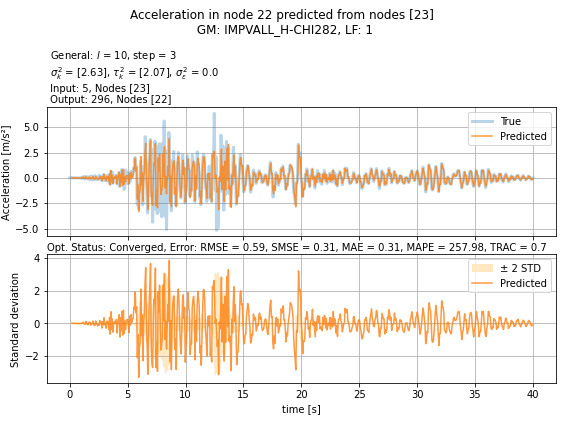 Acceleration in node 22 predicted from nodes [23]
GM: IMPVALL_H-CHI282, LF: 1
General: l = 10, step = 3
σ²ₖ = [2.63], τ²ₖ = [2.07], σ²ε = 0.0
Input: 5, Nodes [23]
Output: 296, Nodes [22]
Acceleration [m/s²]
5.0
2.5
0.0
−2.5
−5.0
True
Predicted
Opt. Status: Converged, Error: RMSE = 0.59, SMSE = 0.31, MAE = 0.31, MAPE = 257.98, TRAC = 0.7
Standard deviation
4
2
0
−2
± 2 STD
Predicted
0 5 10 15 20 25 30 35 40
time [s]